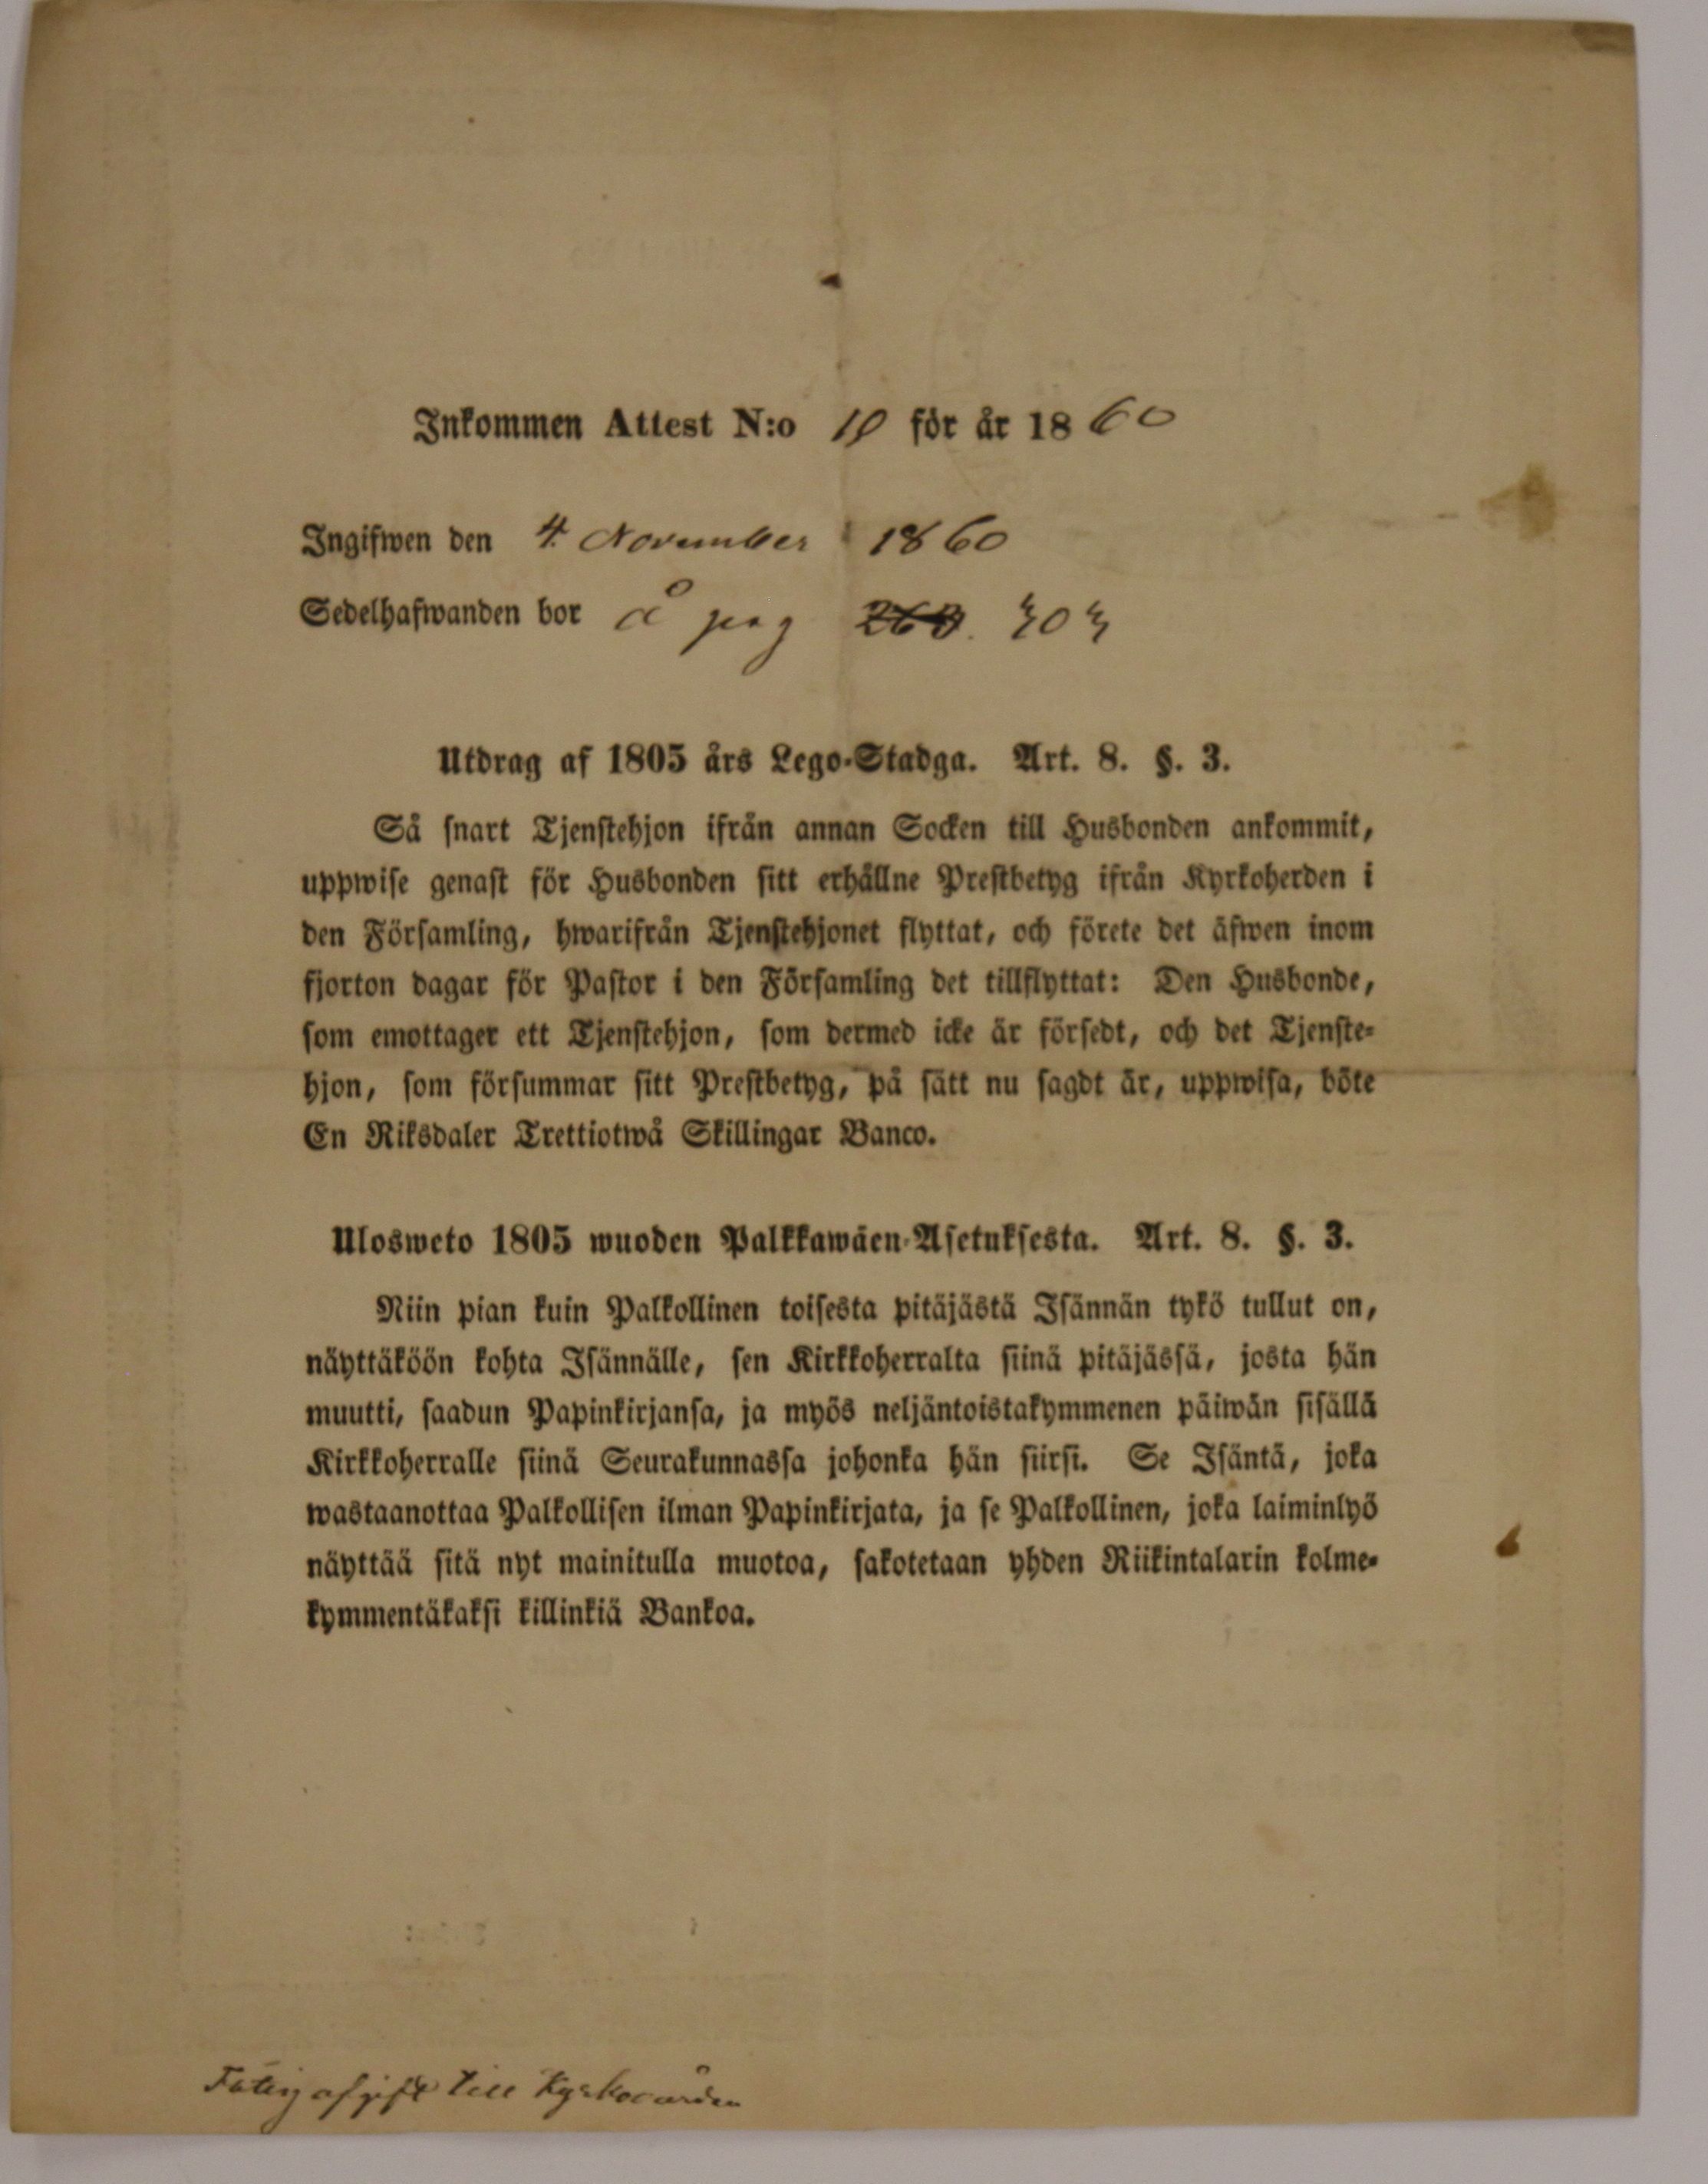 Inkommen Attest N:o 19 för år 1860
Ingifwen den 4 November 1860
Sedelhafwanden bor å pag 303
Utdrag af 1805 års Lego-Stadga. Art. 8. §. 3.
Så snart Tjenstehjon ifrån annan Socken till Husbonden ankommit,
uppwise genast för Husbonden sitt erhållne Prestbetyg ifrån Kyrkoherden i
den Församling, hwarifrån Tjenstehjonet flyttat, och förete det äfwen inom
fjorton dagar för Pastor i den Församling det tillflyttat: Den Husbonde,
som emottager ett Tjenstehjon, som dermed icke är försedt, och det Tjenste-
hjon, som försummar sitt Prestbetyg, på sätt nu sagdt är, uppwisa, böte
En Riksdaler Trettiotwå Skillingar Banco.
Ulosweto 1805 wuoden Palkkawäen-Asetuksesta. Art. 8. §. 3.
Niin pian kuin Palkollinen toisesta pitäjästä Isännän tykö tullut on,
näyttäköön kohta Isännälle, sen Kirkkoherralta siinä pitäjässä, josta hän
muutti, saadun Papinkirjansa, ja myös neljäntoistakymmenen päiwän sisällä
Kirkkoherralle siinä Seurakunnassa johonka hän siirsi. Se Isäntä, joka
wastaanottaa Palkollisen ilman Papinkirjata, ja se Palkollinen, joka laiminlyö
näyttää sitä nyt mainitulla muotoa, sakotetaan yhden Riikintalarin kolme-
kymmentäkaksi killinkiä Bankoa.
afgift till